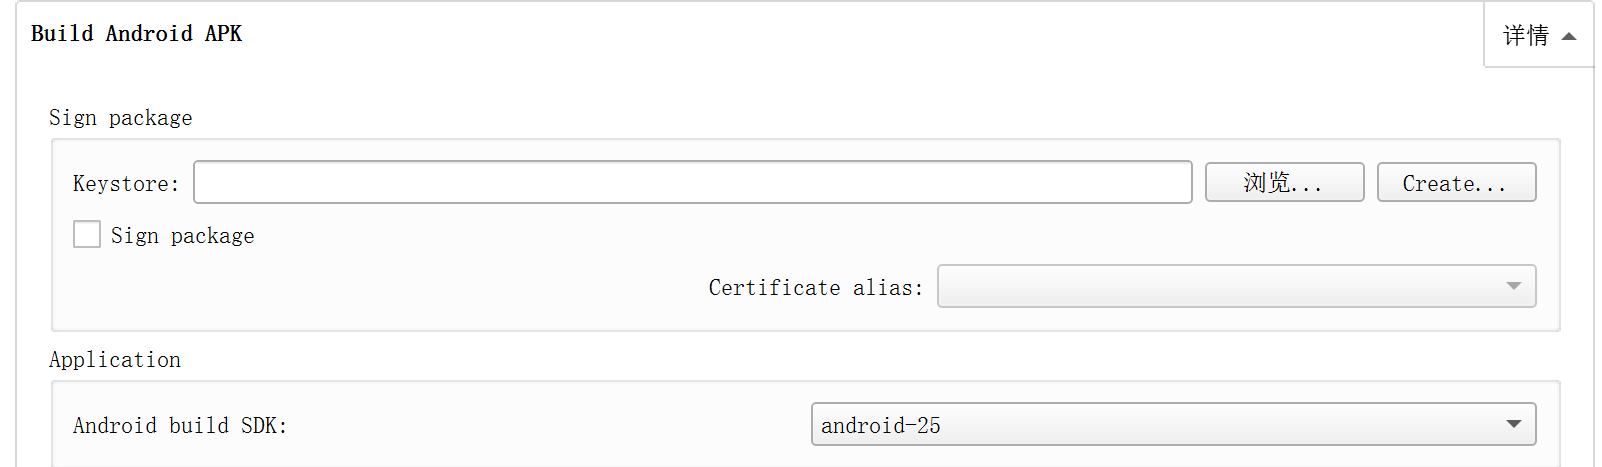 Build Android APK
详情
Sign package
Keystore:
浏览...
Create...
Sign package
Certificate alias:
Application
Android build SDK:
android-25